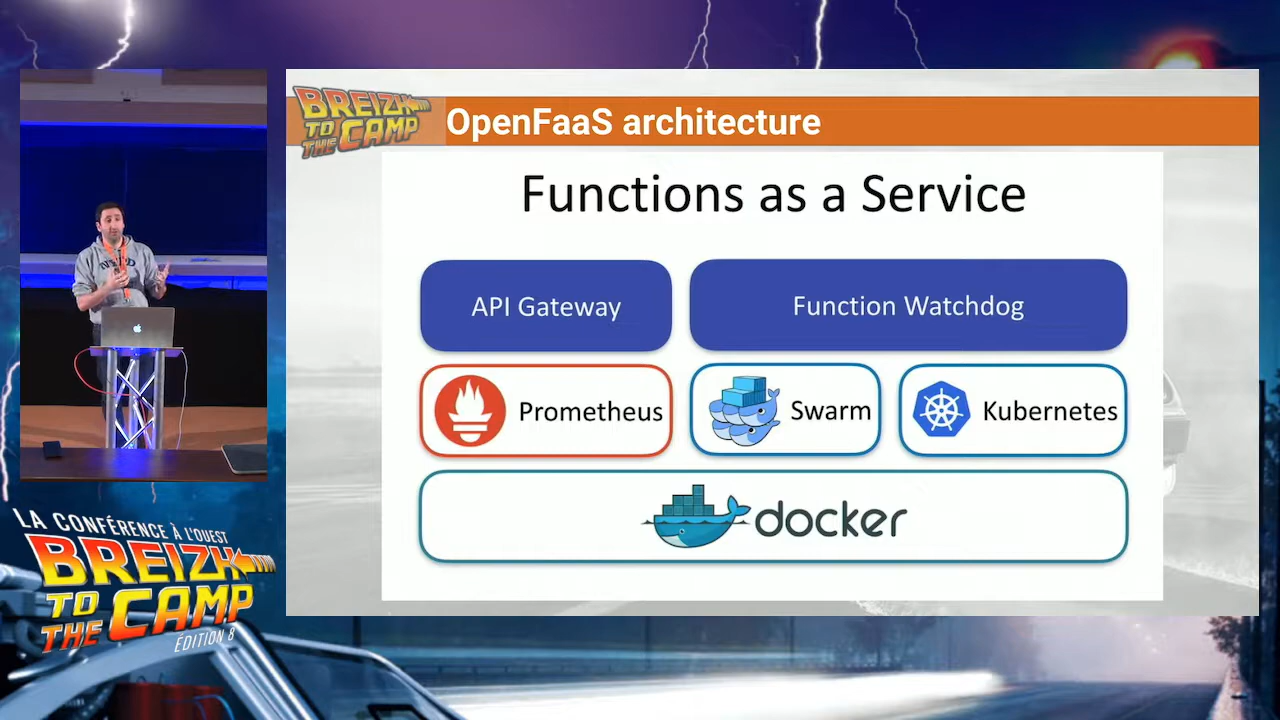 BREIZH
TO
THE CAMP
OpenFaaS architecture
Functions as a Service
API Gateway
Function Watchdog
Prometheus
Swarm
Kubernetes
docker
LA CONFÉRENCE À L'OUEST
BREIZH
TO
THE CAMP
ÉDITION 8